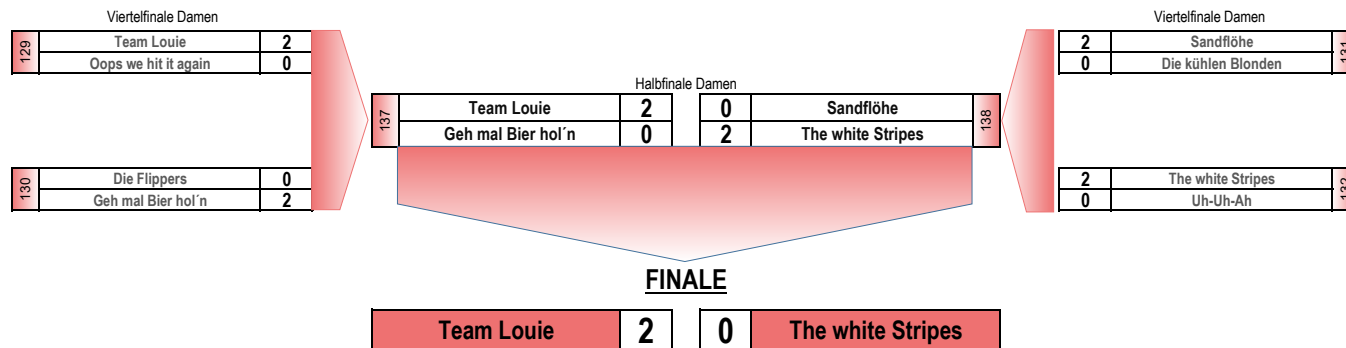 Viertelfinale Damen
Viertelfinale Damen
129
Team Louie 2
Oops we hit it again 0
2 Sandflöhe
0 Die kühlen Blonden
131
Halbfinale Damen
137
Team Louie 2
Geh mal Bier hol´n 0
0 Sandflöhe
2 The white Stripes
138
130
Die Flippers 0
Geh mal Bier hol´n 2
2 The white Stripes
0 Uh-Uh-Ah
132
FINALE
Team Louie 2 0 The white Stripes